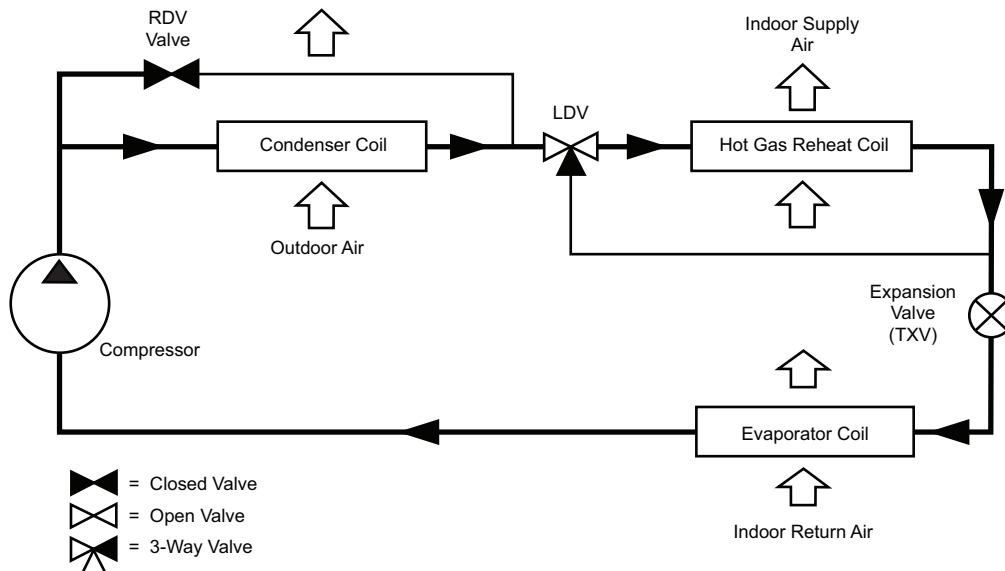 RDV
Valve
Indoor Supply
Air
LDV
Condenser Coil
Hot Gas Reheat Coil
Outdoor Air
Expansion
Valve
(TXV)
Compressor
Evaporator Coil
= Closed Valve
= Open Valve
= 3-Way Valve
Indoor Return Air